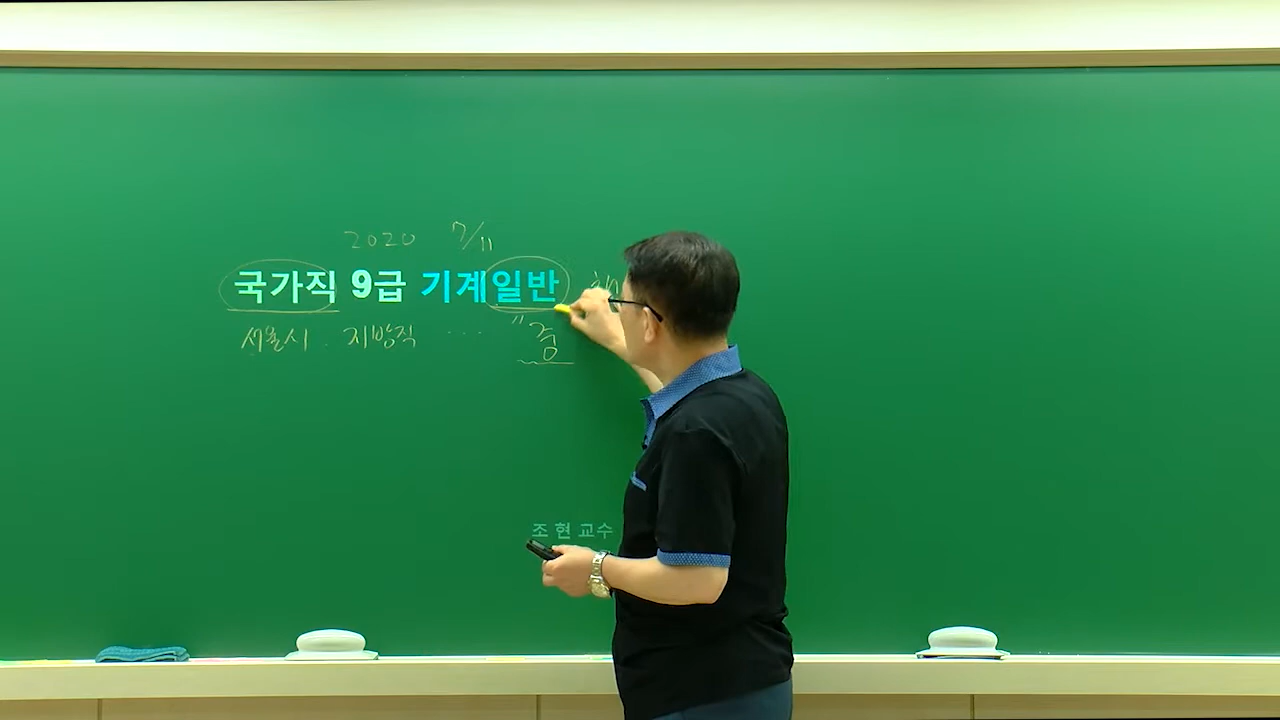 2020 7/11
국가직 9급 기계일반
서울시 . 지방직 ....
〃 줌
조현 교수